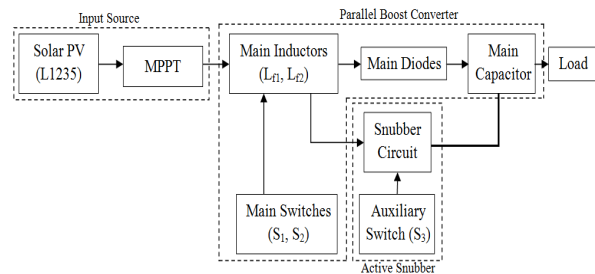 Input Source
Parallel Boost Converter
Solar PV
(L1235)
MPPT
Main Inductors
(Lf1, Lf2)
Main Diodes
Main
Capacitor
Load
Snubber
Circuit
Main Switches
(S1, S2)
Auxiliary
Switch (S3)
Active Snubber